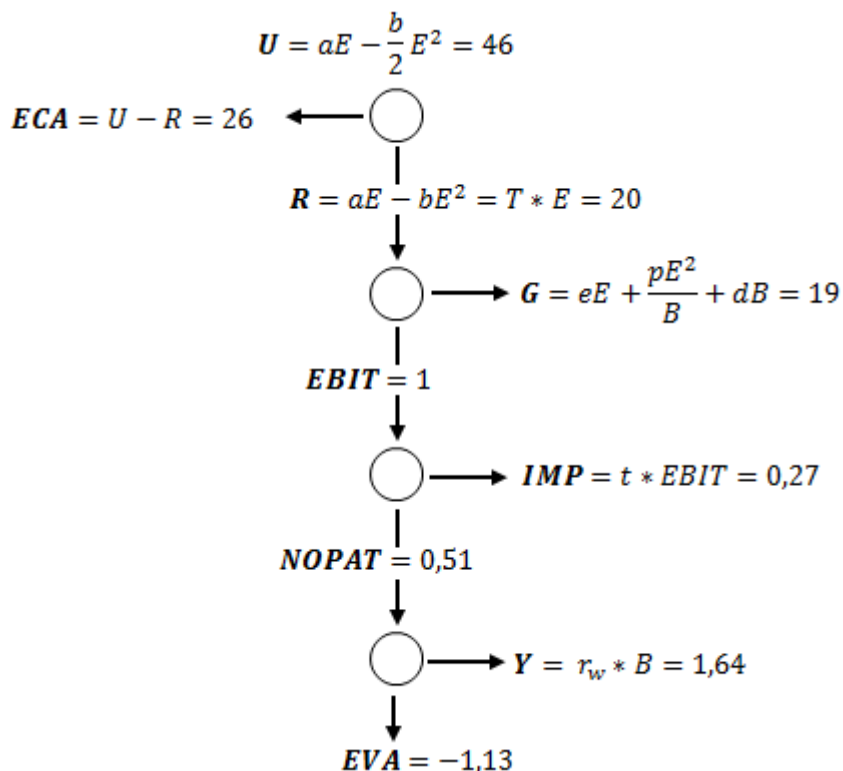 U = aE − b/2 E² = 46
ECA = U − R = 26
R = aE − bE² = T * E = 20
G = eE + pE²/B + dB = 19
EBIT = 1
IMP = t * EBIT = 0,27
NOPAT = 0,51
Y = r_w * B = 1,64
EVA = −1,13